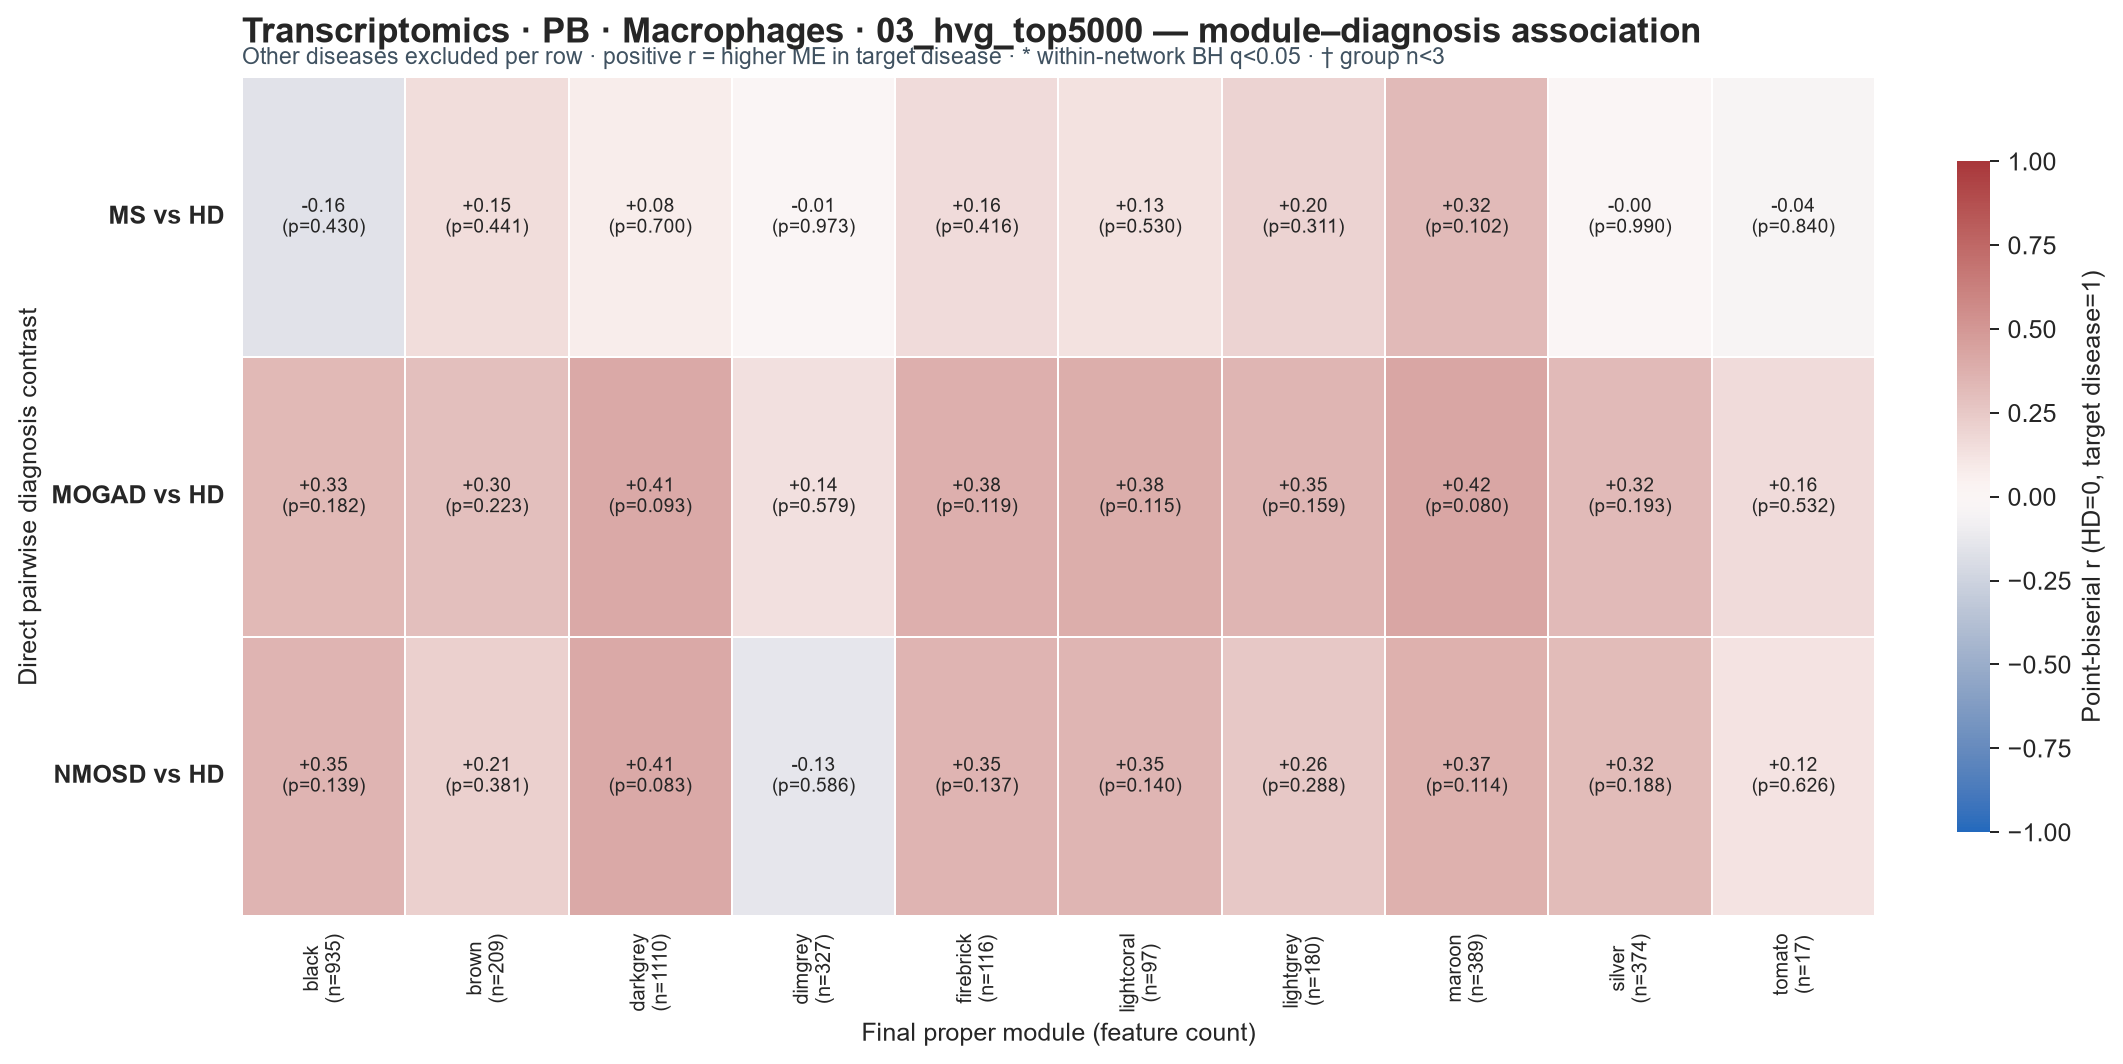 Transcriptomics · PB · Macrophages · 03_hvg_top5000 — module–diagnosis association
Other diseases excluded per row · positive r = higher ME in target disease · * within-network BH q<0.05 · † group n<3
Direct pairwise diagnosis contrast
MS vs HD
-0.16
(p=0.430)
+0.15
(p=0.441)
+0.08
(p=0.700)
-0.01
(p=0.973)
+0.16
(p=0.416)
+0.13
(p=0.530)
+0.20
(p=0.311)
+0.32
(p=0.102)
-0.00
(p=0.990)
-0.04
(p=0.840)
MOGAD vs HD
+0.33
(p=0.182)
+0.30
(p=0.223)
+0.41
(p=0.093)
+0.14
(p=0.579)
+0.38
(p=0.119)
+0.38
(p=0.115)
+0.35
(p=0.159)
+0.42
(p=0.080)
+0.32
(p=0.193)
+0.16
(p=0.532)
NMOSD vs HD
+0.35
(p=0.139)
+0.21
(p=0.381)
+0.41
(p=0.083)
-0.13
(p=0.586)
+0.35
(p=0.137)
+0.35
(p=0.140)
+0.26
(p=0.288)
+0.37
(p=0.114)
+0.32
(p=0.188)
+0.12
(p=0.626)
black
(n=935)
brown
(n=209)
darkgrey
(n=1110)
dimgrey
(n=327)
firebrick
(n=116)
lightcoral
(n=97)
lightgrey
(n=180)
maroon
(n=389)
silver
(n=374)
tomato
(n=17)
Final proper module (feature count)
1.00
0.75
0.50
0.25
0.00
−0.25
−0.50
−0.75
−1.00
Point-biserial r (HD=0, target disease=1)